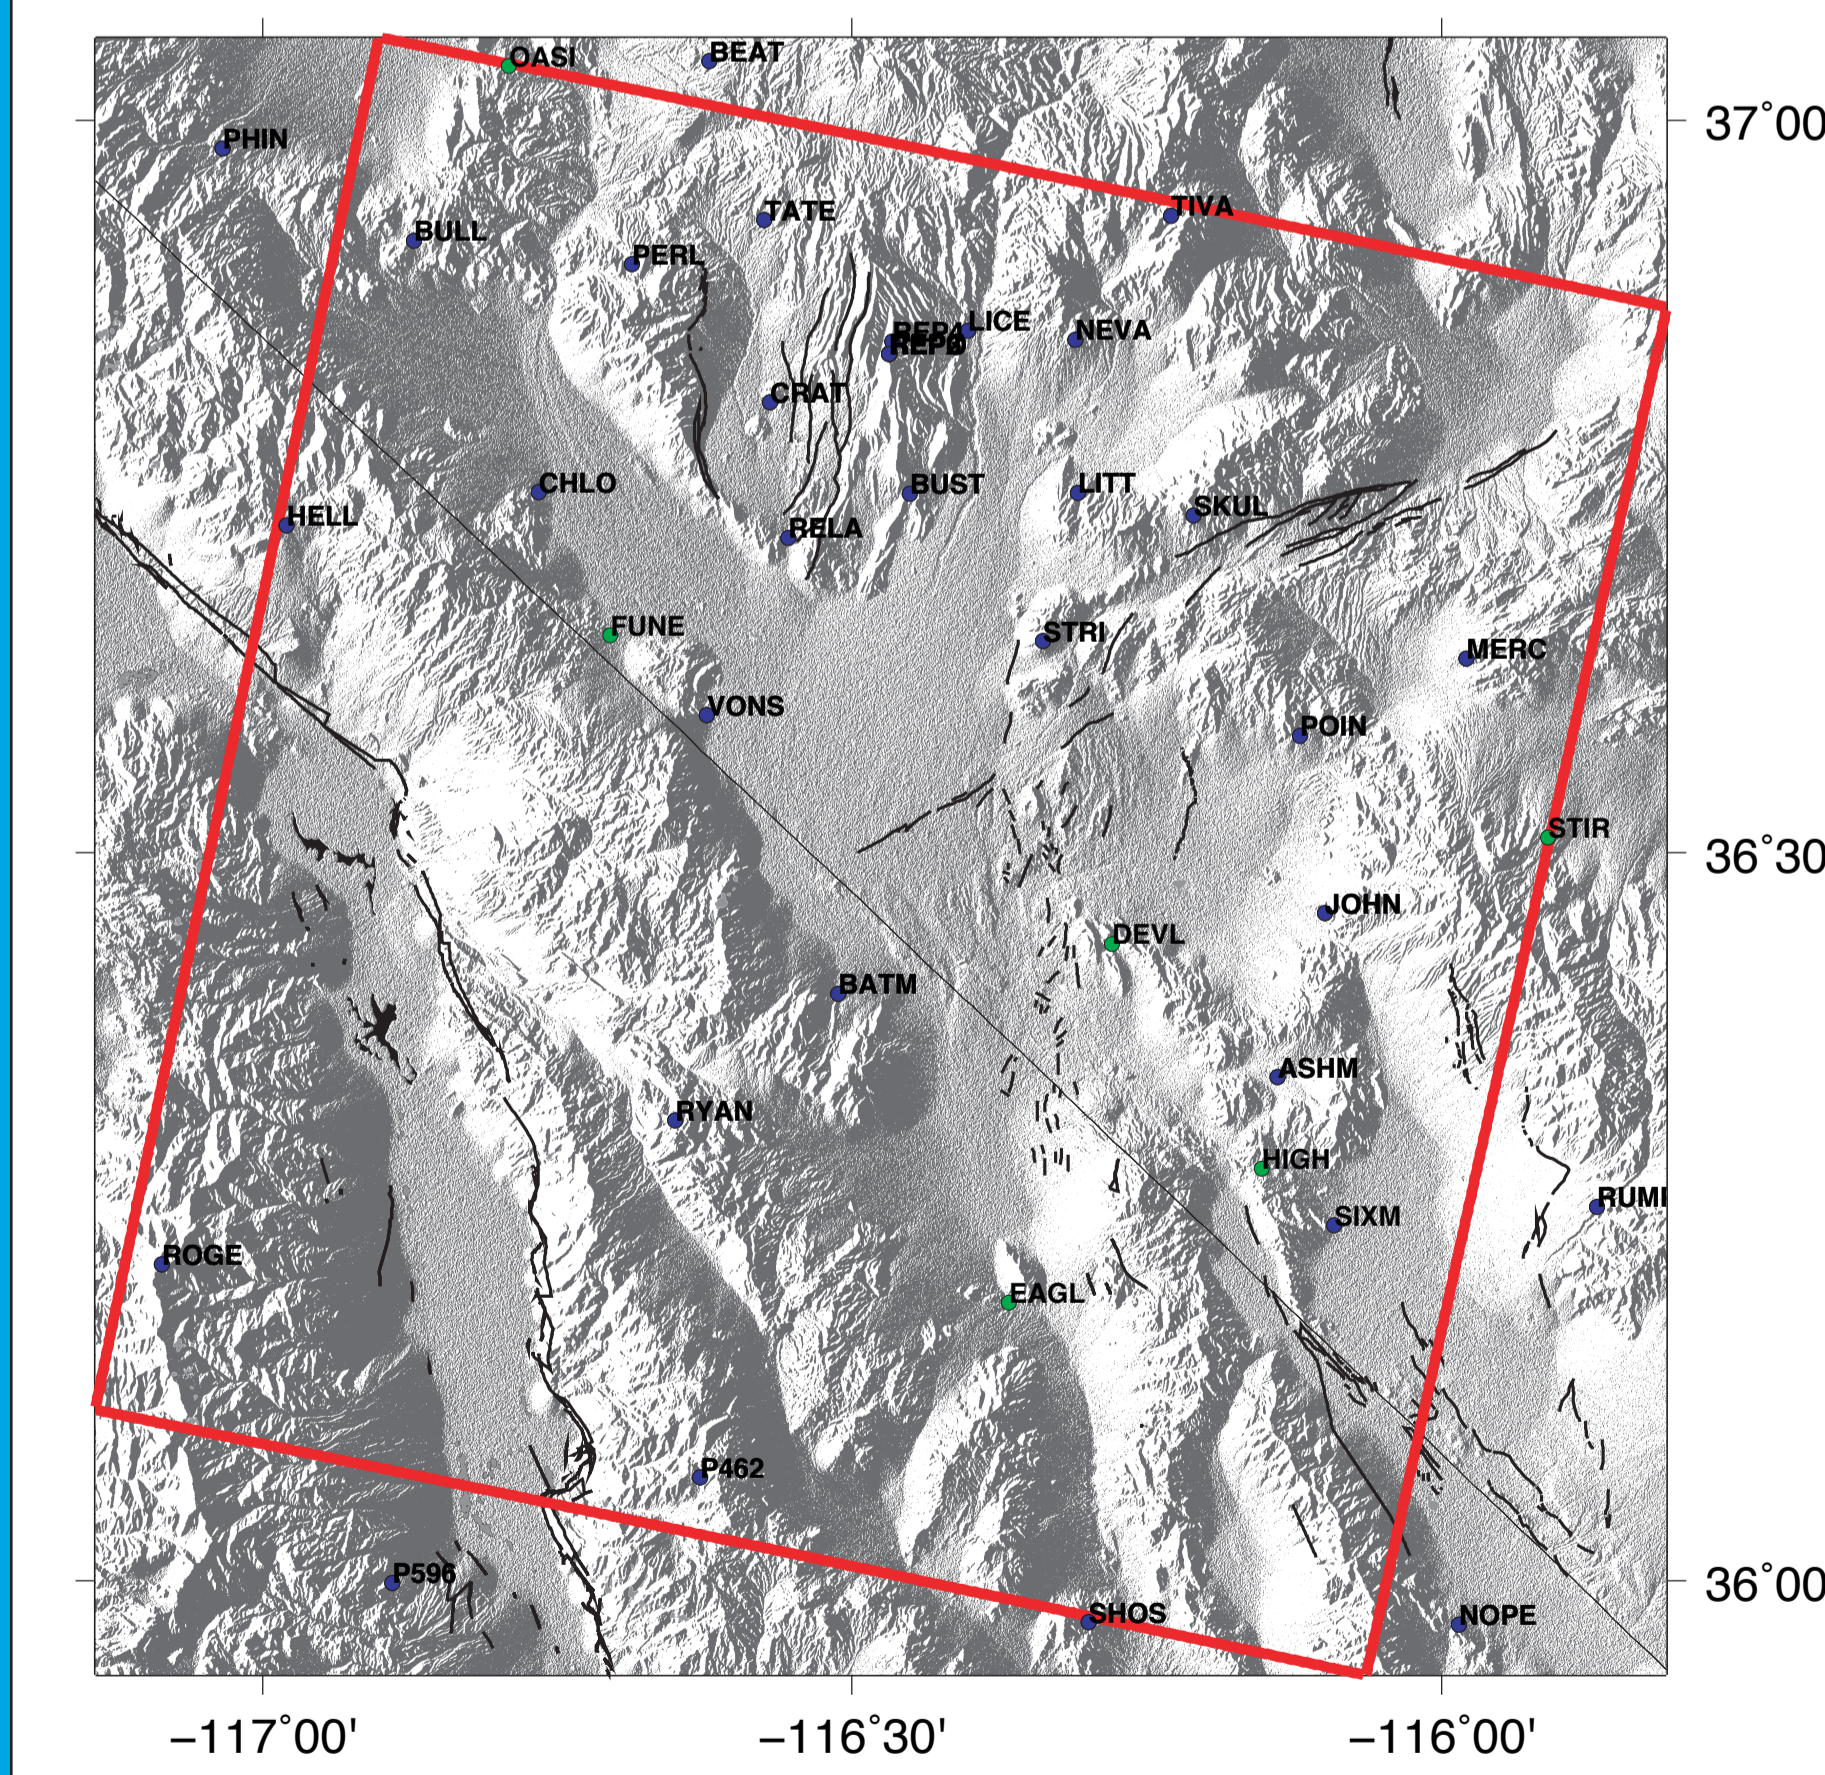 OASI
BEAT
37°00
PHIN
TATE
TIVA
BULL
PERL
LICE
NEVA
REP4
CRAT
CHLO
BUST
LITT
SKUL
HELL
RELA
FUNE
STRI
MERC
VONS
POIN
STIR
36°30
JOHN
DEVL
BATM
ASHM
RYAN
HIGH
RUMI
SIXM
ROGE
EAGL
P462
P596
36°00
SHOS
NOPE
−117°00'
−116°30'
−116°00'